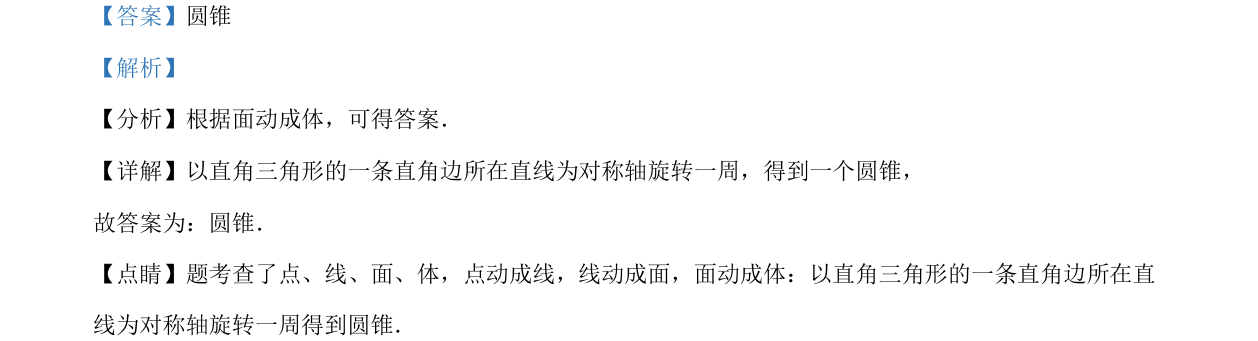 【答案】圆锥
【解析】
【分析】根据面动成体，可得答案．
【详解】以直角三角形的一条直角边所在直线为对称轴旋转一周，得到一个圆锥，
故答案为：圆锥．
【点睛】题考查了点、线、面、体，点动成线，线动成面，面动成体：以直角三角形的一条直角边所在直
线为对称轴旋转一周得到圆锥．